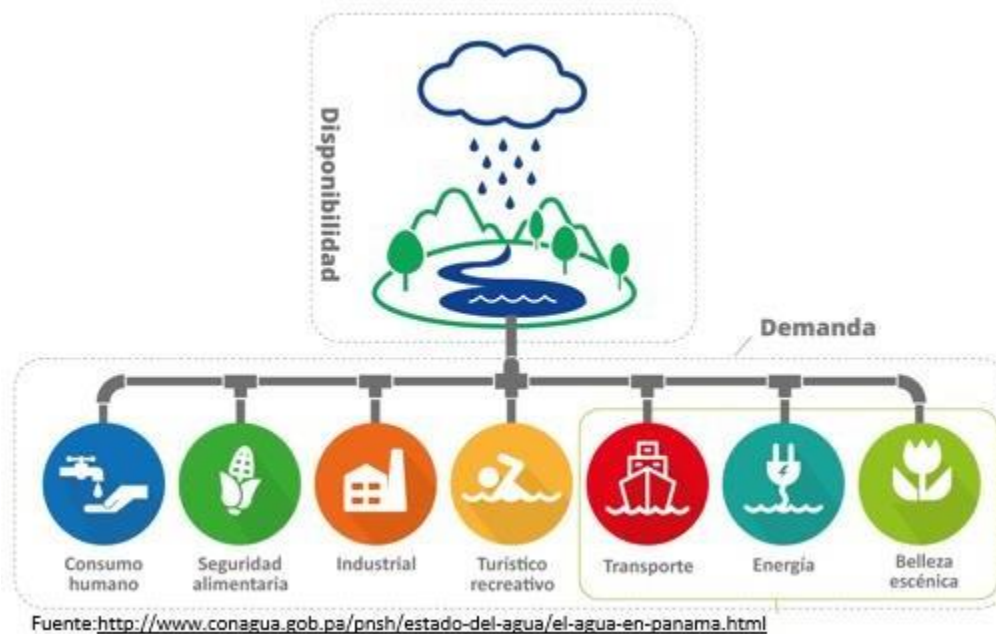 Disponibilidad
Demanda
Consumo
humano
Seguridad
alimentaria
Industrial
Turístico
recreativo
Transporte
Energía
Belleza
escénica
Fuente:http://www.conagua.gob.pa/pnsh/estado-del-agua/el-agua-en-panama.html